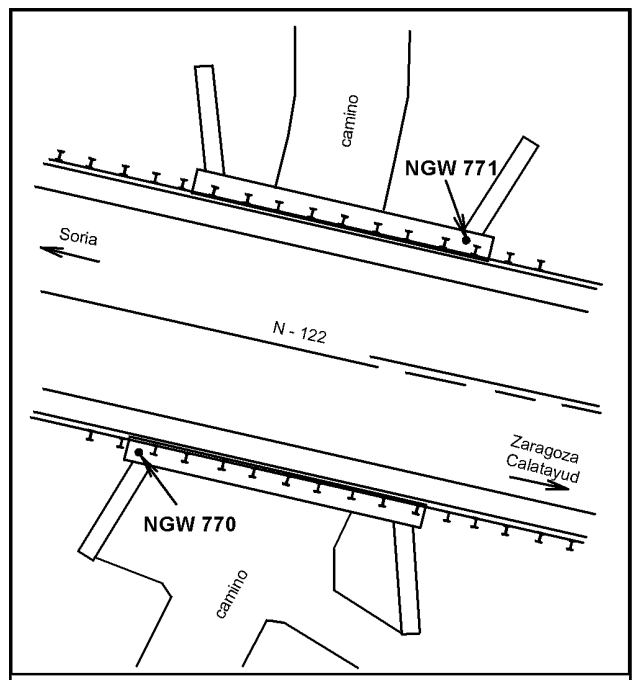 camino
NGW 771
Soria
N - 122
Zaragoza
Calatayud
NGW 770
camino